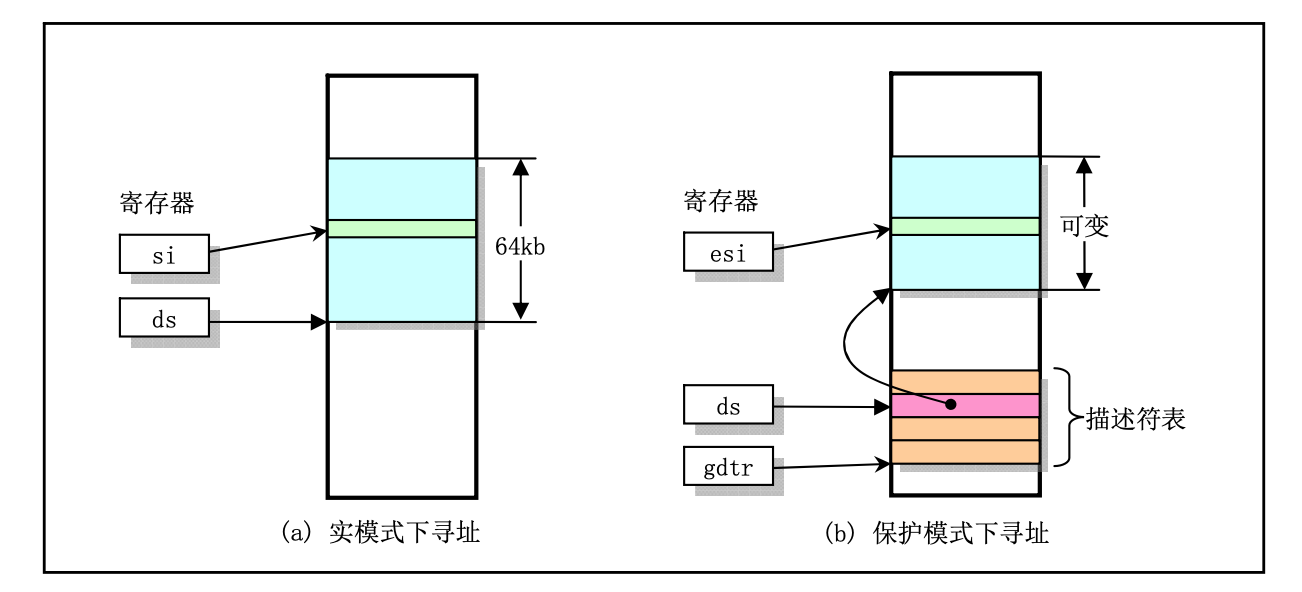 寄存器
si
ds
64kb
(a) 实模式下寻址
寄存器
esi
ds
gdtr
可变
描述符表
(b) 保护模式下寻址